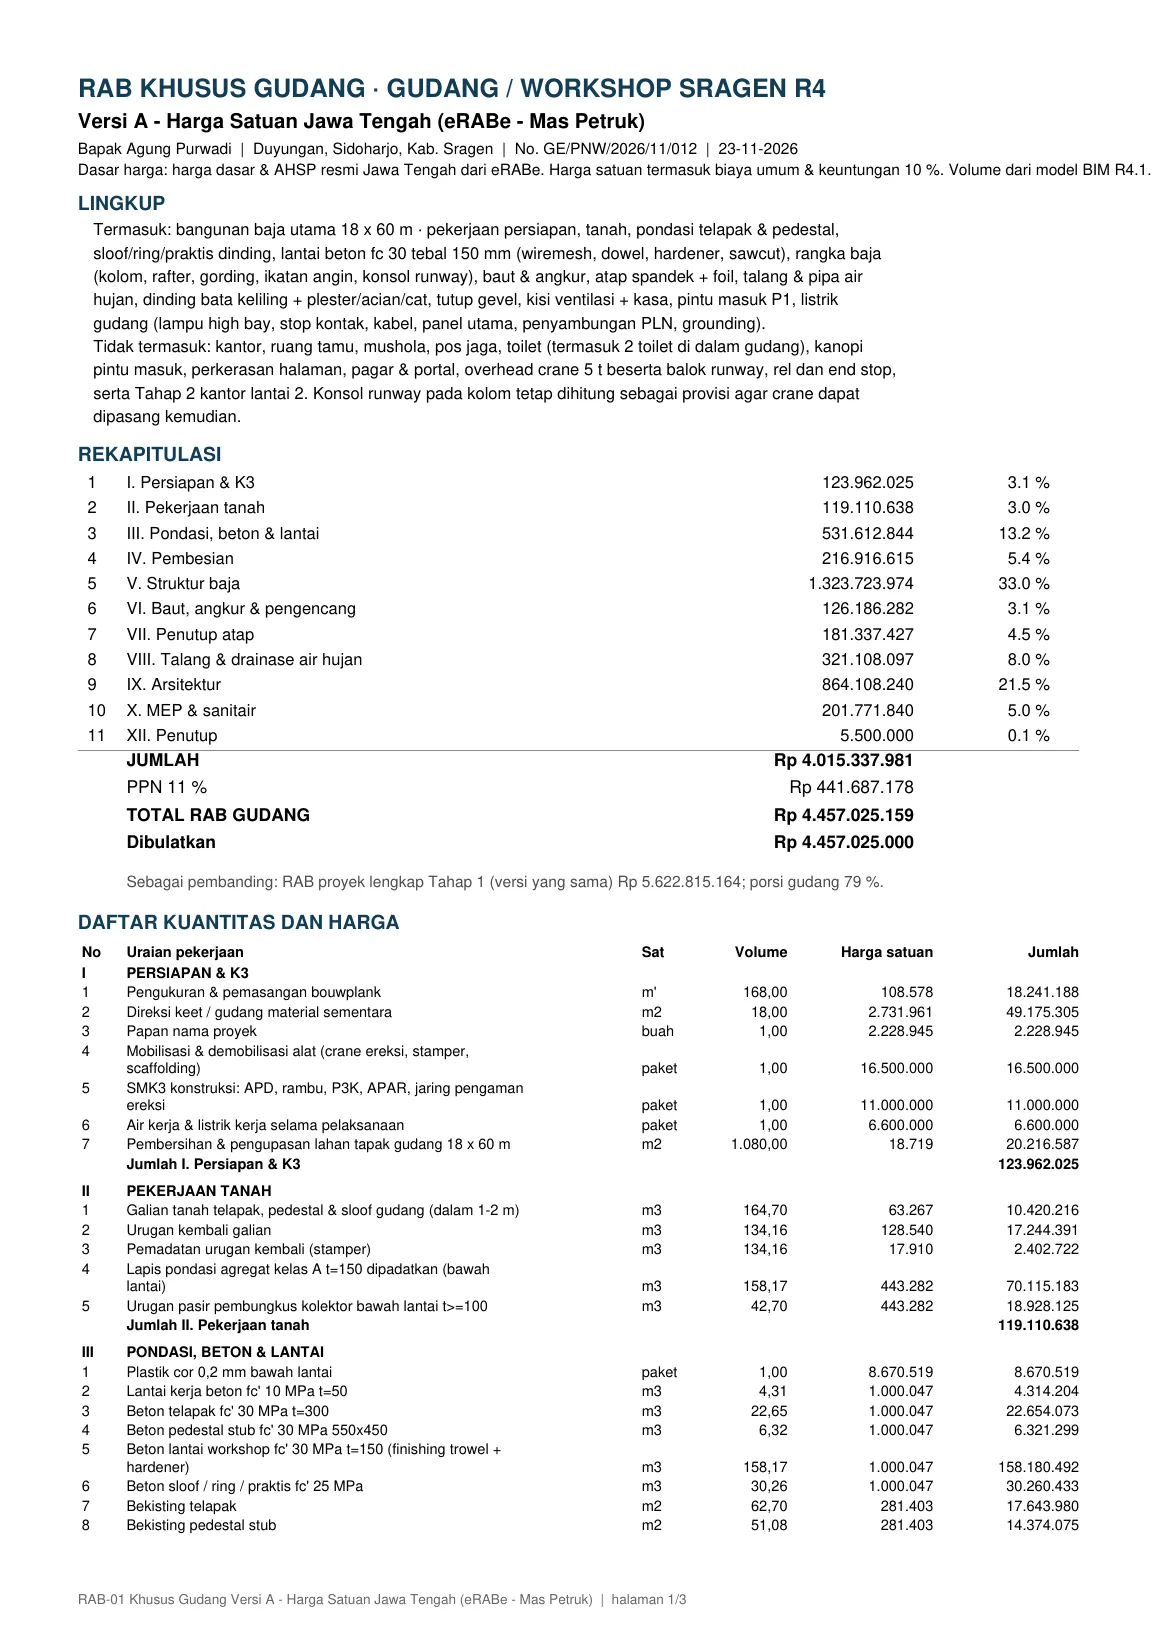 RAB KHUSUS GUDANG · GUDANG / WORKSHOP SRAGEN R4
Versi A - Harga Satuan Jawa Tengah (eRABe - Mas Petruk)
Bapak Agung Purwadi | Duyungan, Sidoharjo, Kab. Sragen | No. GE/PNW/2026/11/012 | 23-11-2026
Dasar harga: harga dasar & AHSP resmi Jawa Tengah dari eRABe. Harga satuan termasuk biaya umum & keuntungan 10 %. Volume dari model BIM R4.1.
LINGKUP
Termasuk: bangunan baja utama 18 x 60 m · pekerjaan persiapan, tanah, pondasi telapak & pedestal,
sloof/ring/praktis dinding, lantai beton fc 30 tebal 150 mm (wiremesh, dowel, hardener, sawcut), rangka baja
(kolom, rafter, gording, ikatan angin, konsol runway), baut & angkur, atap spandek + foil, talang & pipa air
hujan, dinding bata keliling + plester/acian/cat, tutup gevel, kisi ventilasi + kasa, pintu masuk P1, listrik
gudang (lampu high bay, stop kontak, kabel, panel utama, penyambungan PLN, grounding).
Tidak termasuk: kantor, ruang tamu, mushola, pos jaga, toilet (termasuk 2 toilet di dalam gudang), kanopi
pintu masuk, perkerasan halaman, pagar & portal, overhead crane 5 t beserta balok runway, rel dan end stop,
serta Tahap 2 kantor lantai 2. Konsol runway pada kolom tetap dihitung sebagai provisi agar crane dapat
dipasang kemudian.
REKAPITULASI
1 I. Persiapan & K3 123.962.025 3.1 %
2 II. Pekerjaan tanah 119.110.638 3.0 %
3 III. Pondasi, beton & lantai 531.612.844 13.2 %
4 IV. Pembesian 216.916.615 5.4 %
5 V. Struktur baja 1.323.723.974 33.0 %
6 VI. Baut, angkur & pengencang 126.186.282 3.1 %
7 VII. Penutup atap 181.337.427 4.5 %
8 VIII. Talang & drainase air hujan 321.108.097 8.0 %
9 IX. Arsitektur 864.108.240 21.5 %
10 X. MEP & sanitair 201.771.840 5.0 %
11 XII. Penutup 5.500.000 0.1 %
JUMLAH Rp 4.015.337.981
PPN 11 % Rp 441.687.178
TOTAL RAB GUDANG Rp 4.457.025.159
Dibulatkan Rp 4.457.025.000
Sebagai pembanding: RAB proyek lengkap Tahap 1 (versi yang sama) Rp 5.622.815.164; porsi gudang 79 %.
DAFTAR KUANTITAS DAN HARGA
No Uraian pekerjaan Sat Volume Harga satuan Jumlah
I PERSIAPAN & K3
1 Pengukuran & pemasangan bouwplank m' 168,00 108.578 18.241.188
2 Direksi keet / gudang material sementara m2 18,00 2.731.961 49.175.305
3 Papan nama proyek buah 1,00 2.228.945 2.228.945
4 Mobilisasi & demobilisasi alat (crane ereksi, stamper,
scaffolding) paket 1,00 16.500.000 16.500.000
5 SMK3 konstruksi: APD, rambu, P3K, APAR, jaring pengaman
ereksi paket 1,00 11.000.000 11.000.000
6 Air kerja & listrik kerja selama pelaksanaan paket 1,00 6.600.000 6.600.000
7 Pembersihan & pengupasan lahan tapak gudang 18 x 60 m m2 1.080,00 18.719 20.216.587
Jumlah I. Persiapan & K3 123.962.025
II PEKERJAAN TANAH
1 Galian tanah telapak, pedestal & sloof gudang (dalam 1-2 m) m3 164,70 63.267 10.420.216
2 Urugan kembali galian m3 134,16 128.540 17.244.391
3 Pemadatan urugan kembali (stamper) m3 134,16 17.910 2.402.722
4 Lapis pondasi agregat kelas A t=150 dipadatkan (bawah
lantai) m3 158,17 443.282 70.115.183
5 Urugan pasir pembungkus kolektor bawah lantai t>=100 m3 42,70 443.282 18.928.125
Jumlah II. Pekerjaan tanah 119.110.638
III PONDASI, BETON & LANTAI
1 Plastik cor 0,2 mm bawah lantai paket 1,00 8.670.519 8.670.519
2 Lantai kerja beton fc' 10 MPa t=50 m3 4,31 1.000.047 4.314.204
3 Beton telapak fc' 30 MPa t=300 m3 22,65 1.000.047 22.654.073
4 Beton pedestal stub fc' 30 MPa 550x450 m3 6,32 1.000.047 6.321.299
5 Beton lantai workshop fc' 30 MPa t=150 (finishing trowel +
hardener) m3 158,17 1.000.047 158.180.492
6 Beton sloof / ring / praktis fc' 25 MPa m3 30,26 1.000.047 30.260.433
7 Bekisting telapak m2 62,70 281.403 17.643.980
8 Bekisting pedestal stub m2 51,08 281.403 14.374.075
RAB-01 Khusus Gudang Versi A - Harga Satuan Jawa Tengah (eRABe - Mas Petruk) | halaman 1/3